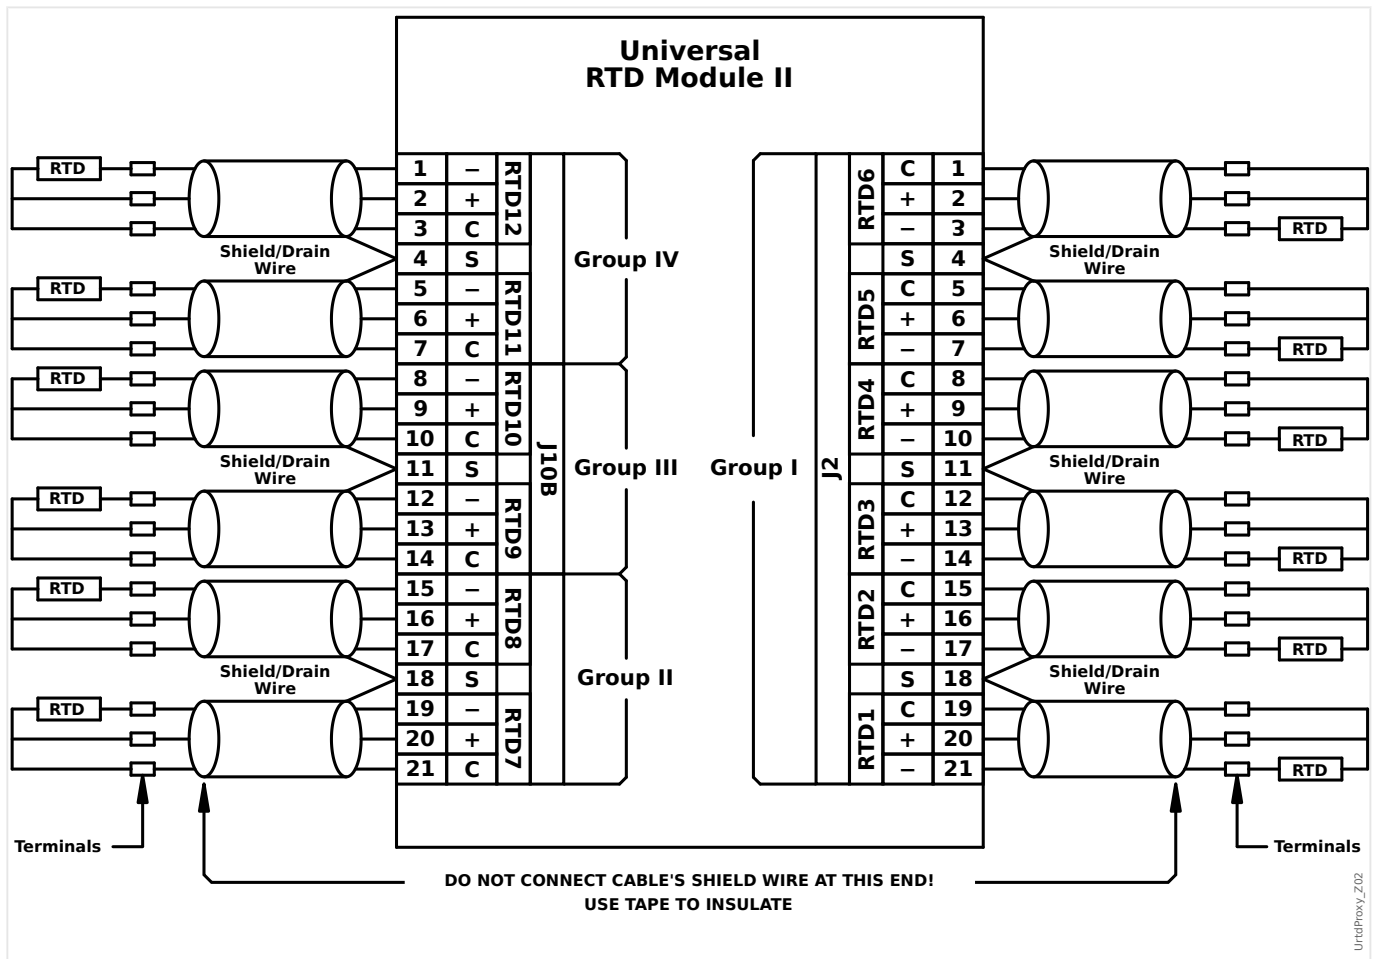 Universal
RTD Module II
RTD 1 − RTD12 RTD6 C 1
2 + + 2
3 C − 3 RTD
Shield/Drain
Wire
4 S Group IV S 4
Shield/Drain
Wire
RTD 5 − RTD11 RTD5 C 5
6 + + 6
7 C − 7 RTD
RTD 8 − RTD10 RTD4 C 8
9 + + 9
10 C − 10 RTD
Shield/Drain
Wire
11 S J10B Group III Group I J2 S 11
Shield/Drain
Wire
RTD 12 − RTD9 RTD3 C 12
13 + + 13
14 C − 14 RTD
RTD 15 − RTD8 RTD2 C 15
16 + + 16
17 C − 17 RTD
Shield/Drain
Wire
18 S Group II S 18
Shield/Drain
Wire
RTD 19 − RTD7 RTD1 C 19
20 + + 20
21 C − 21 RTD
Terminals
Terminals
DO NOT CONNECT CABLE'S SHIELD WIRE AT THIS END!
USE TAPE TO INSULATE
UrtdProxy_Z02